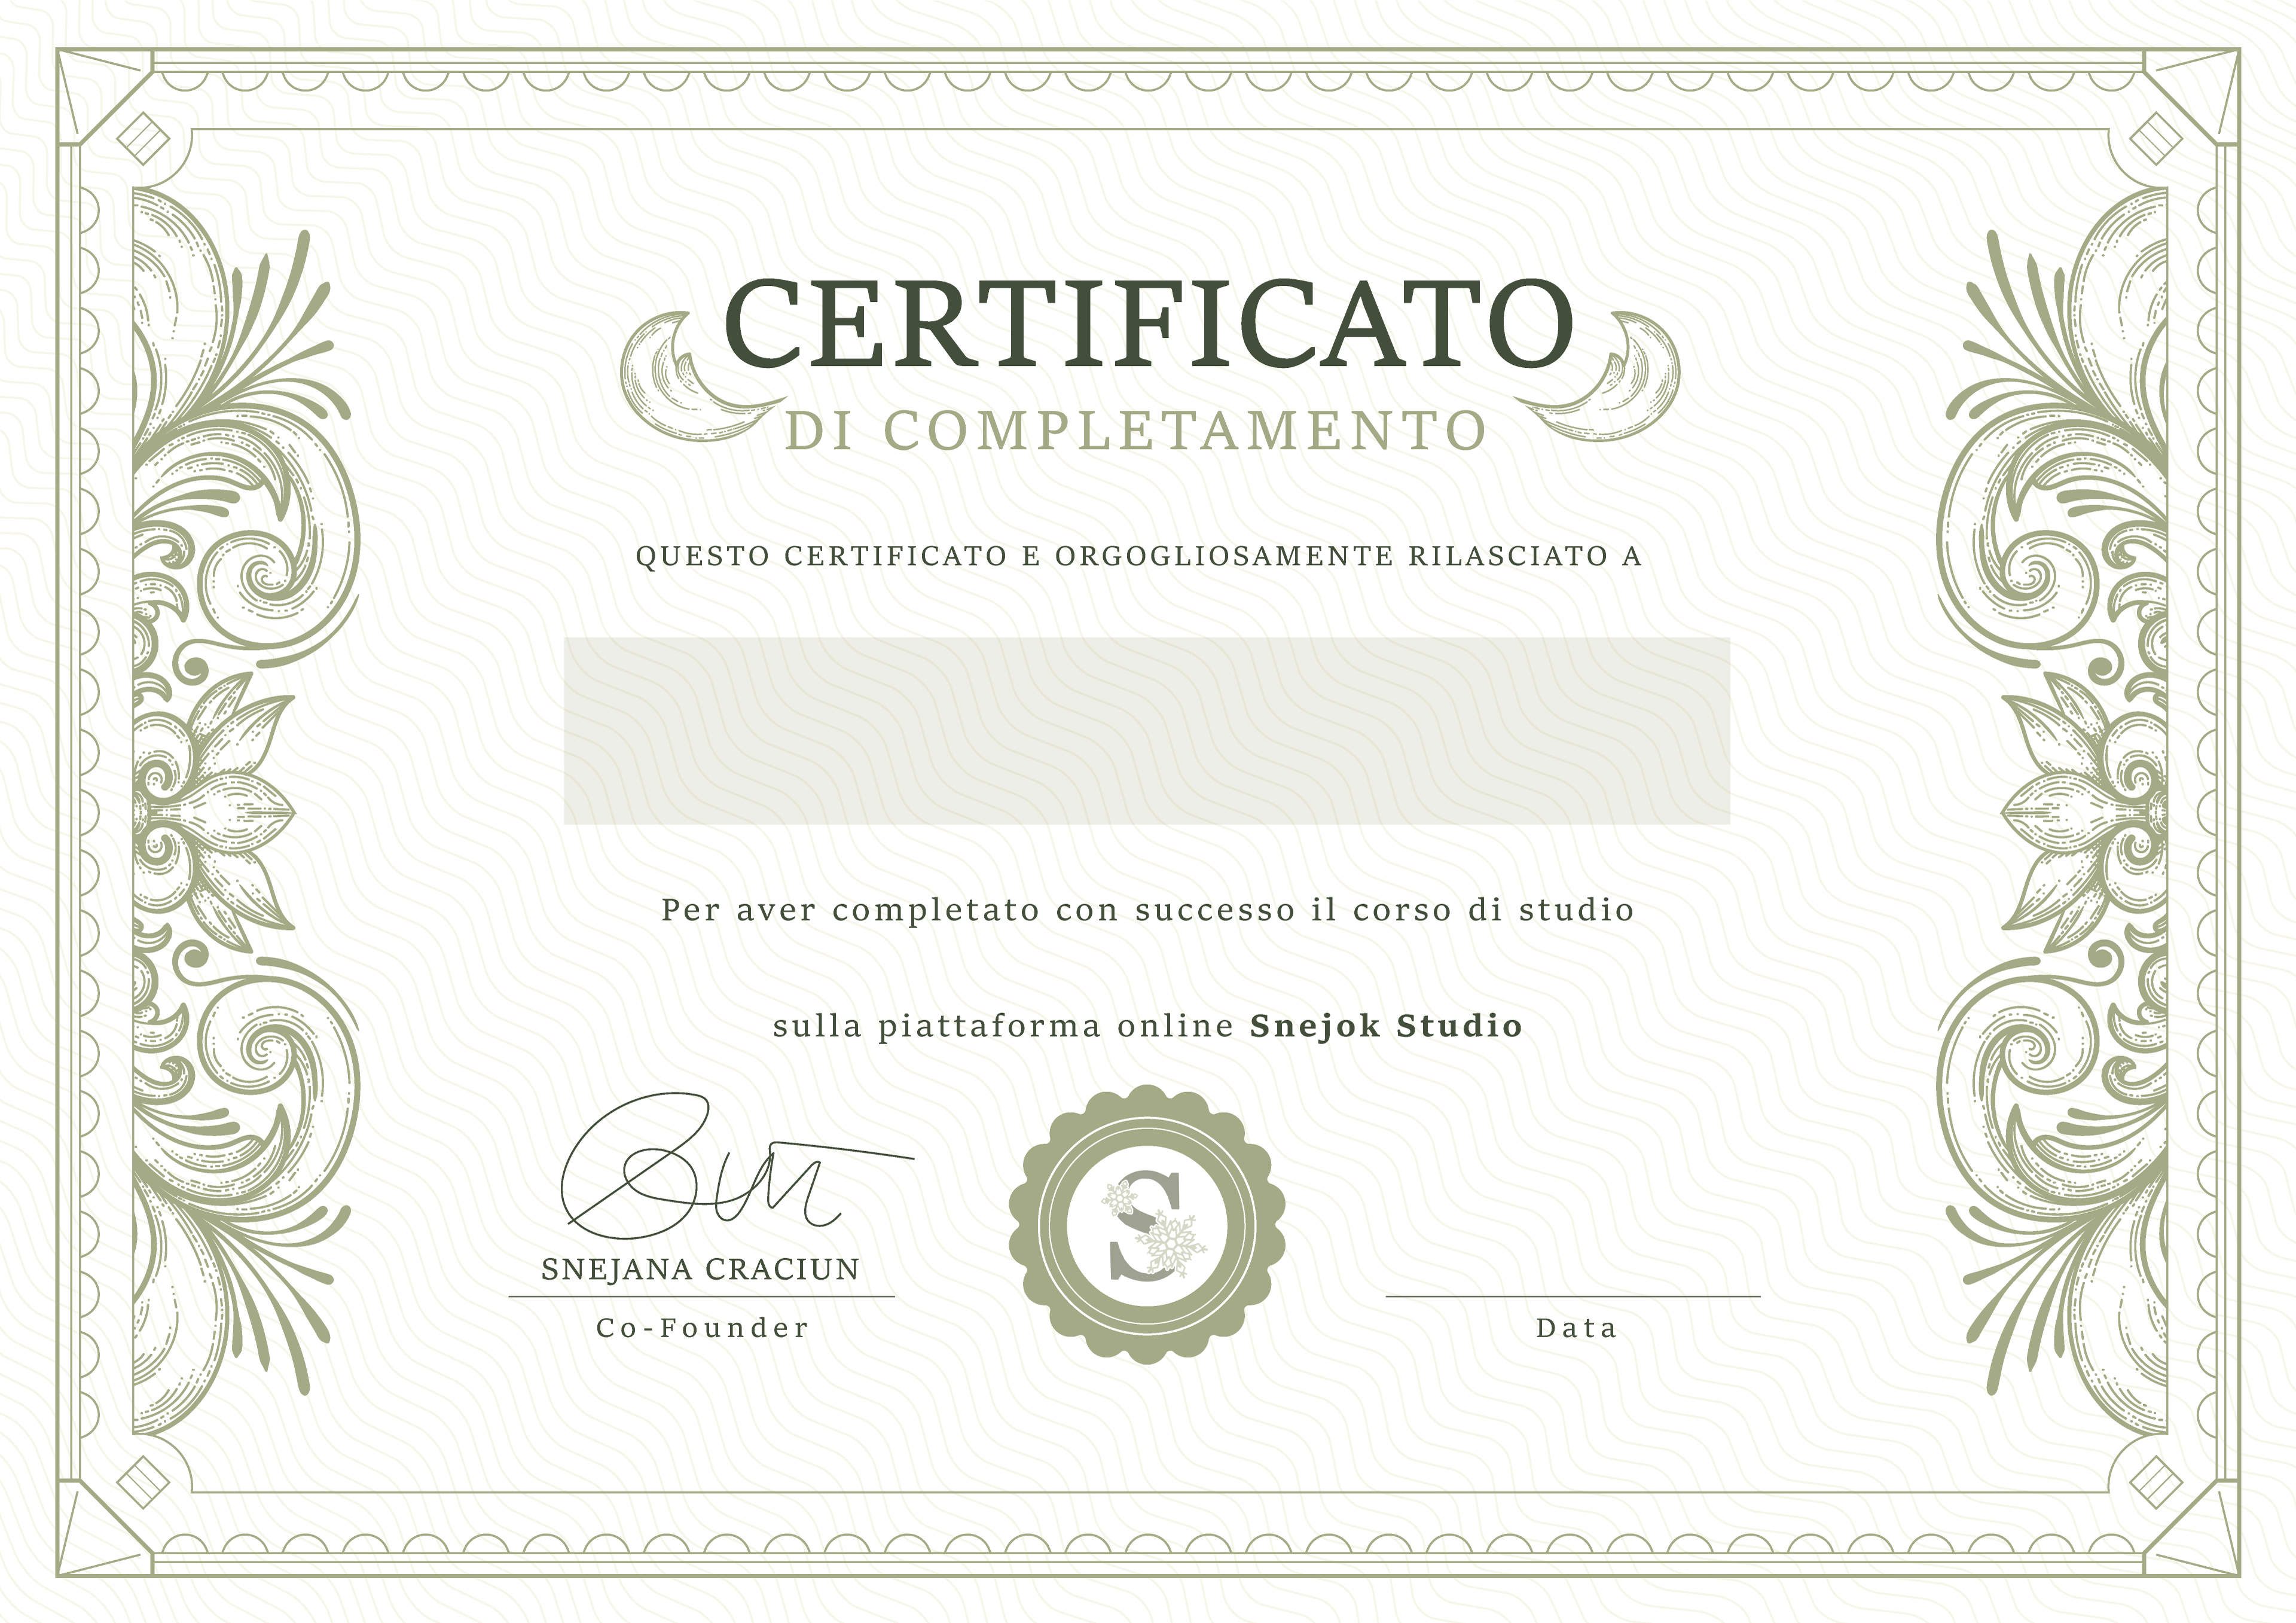 CERTIFICATO
DI COMPLETAMENTO
QUESTO CERTIFICATO E ORGOGLIOSAMENTE RILASCIATO A
Per aver completato con successo il corso di studio
sulla piattaforma online Snejok Studio
S
SNEJANA CRACIUN
Co-Founder
Data